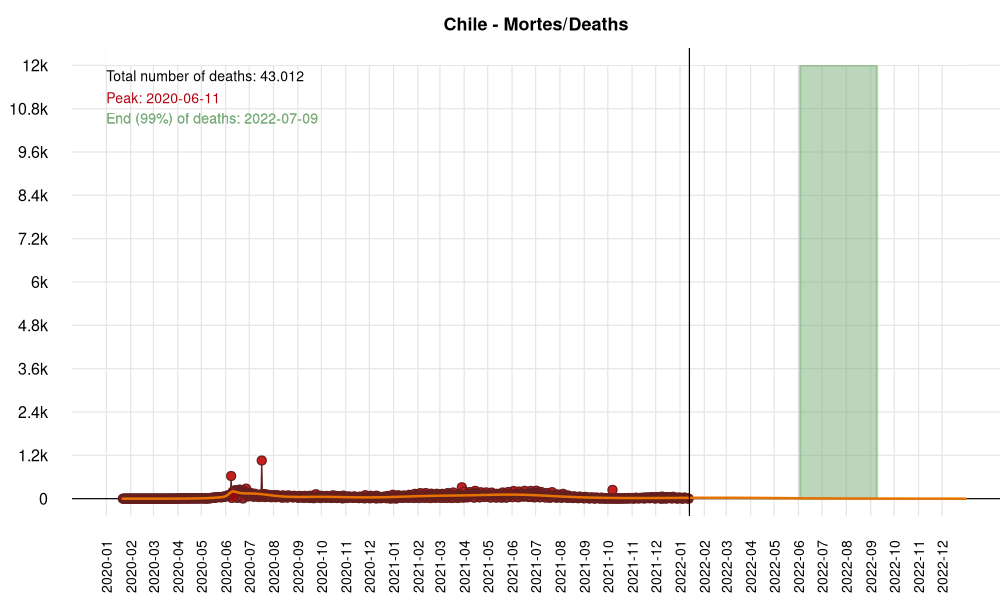 Chile - Mortes/Deaths
Total number of deaths: 43.012
Peak: 2020-06-11
End (99%) of deaths: 2022-07-09
12k
10.8k
9.6k
8.4k
7.2k
6k
4.8k
3.6k
2.4k
1.2k
0
2020-01
2020-02
2020-03
2020-04
2020-05
2020-06
2020-07
2020-08
2020-09
2020-10
2020-11
2020-12
2021-01
2021-02
2021-03
2021-04
2021-05
2021-06
2021-07
2021-08
2021-09
2021-10
2021-11
2021-12
2022-01
2022-02
2022-03
2022-04
2022-05
2022-06
2022-07
2022-08
2022-09
2022-10
2022-11
2022-12